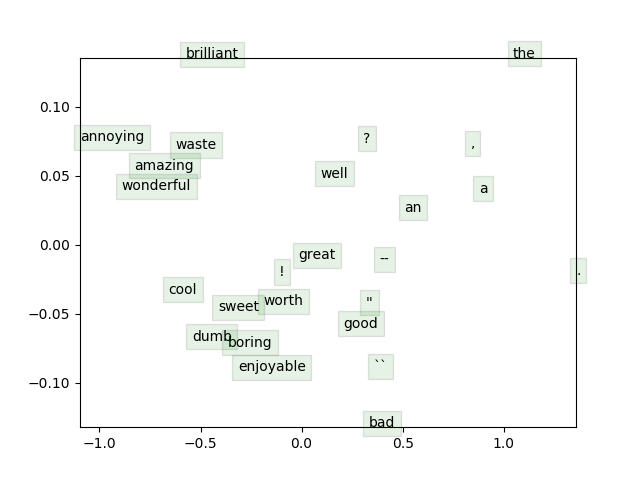 brilliant
the
0.10
annoying
waste
?
,
amazing
wonderful
well
0.05
a
an
0.00
great
--
!
.
cool
−0.05
sweet
worth
"
good
dumb
boring
enjoyable
``
−0.10
bad
−1.0
−0.5
0.0
0.5
1.0